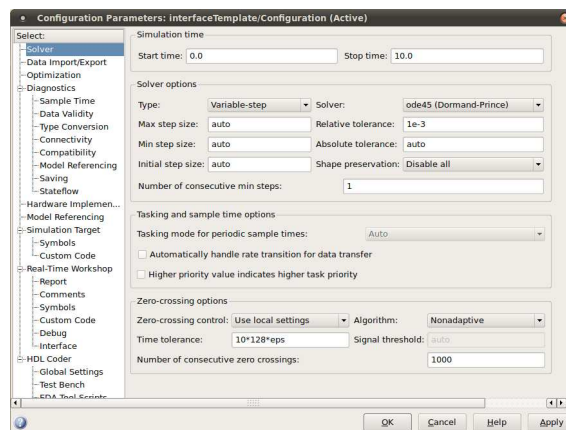 Configuration Parameters: interfaceTemplate/Configuration (Active)
Select:
Solver
Data Import/Export
Optimization
Diagnostics
Sample Time
Data Validity
Type Conversion
Connectivity
Compatibility
Model Referencing
Saving
Stateflow
Hardware Implemen...
Model Referencing
Simulation Target
Symbols
Custom Code
Real-Time Workshop
Report
Comments
Symbols
Custom Code
Debug
Interface
HDL Coder
Global Settings
Test Bench
EDA Tool Scripts
Simulation time
Start time: 0.0 Stop time: 10.0
Solver options
Type: Variable-step Solver: ode45 (Dormand-Prince)
Max step size: auto Relative tolerance: 1e-3
Min step size: auto Absolute tolerance: auto
Initial step size: auto Shape preservation: Disable all
Number of consecutive min steps: 1
Tasking and sample time options
Tasking mode for periodic sample times: Auto
Automatically handle rate transition for data transfer
Higher priority value indicates higher task priority
Zero-crossing options
Zero-crossing control: Use local settings Algorithm: Nonadaptive
Time tolerance: 10*128*eps Signal threshold: auto
Number of consecutive zero crossings: 1000
OK Cancel Help Apply